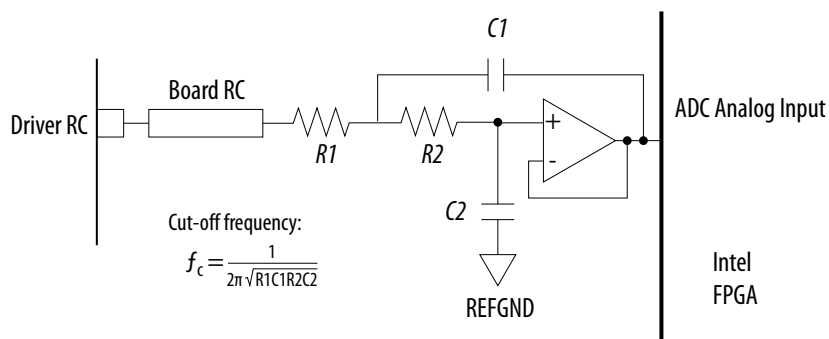 C1
Board RC
Driver RC
ADC Analog Input
+
R1
R2
-
C2
Cut-off frequency:
f_c = 1 / 2π√R1C1R2C2
REFGND
Intel
FPGA